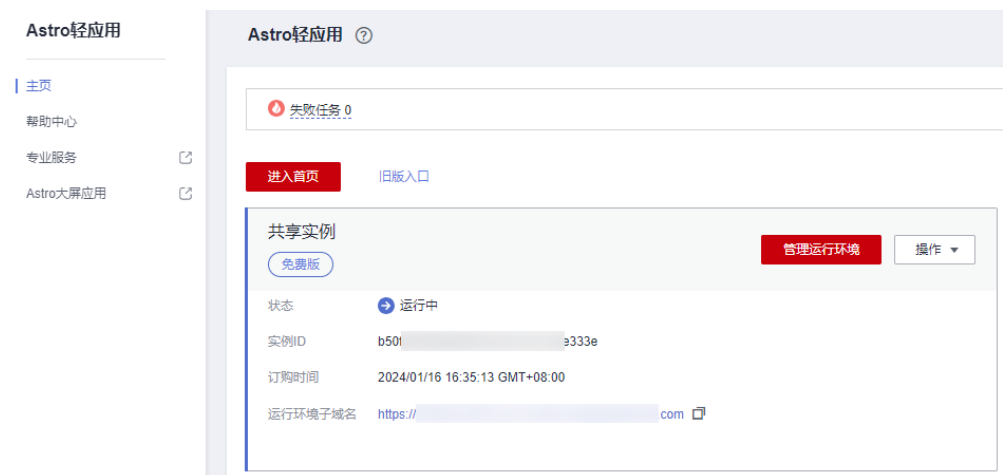 Astro轻应用
主页
帮助中心
专业服务
Astro大屏应用
Astro轻应用 ?
失败任务 0
进入首页 旧版入口
共享实例
免费版
管理运行环境 操作
状态 运行中
实例ID b50f e333e
订购时间 2024/01/16 16:35:13 GMT+08:00
运行环境子域名 https:// com